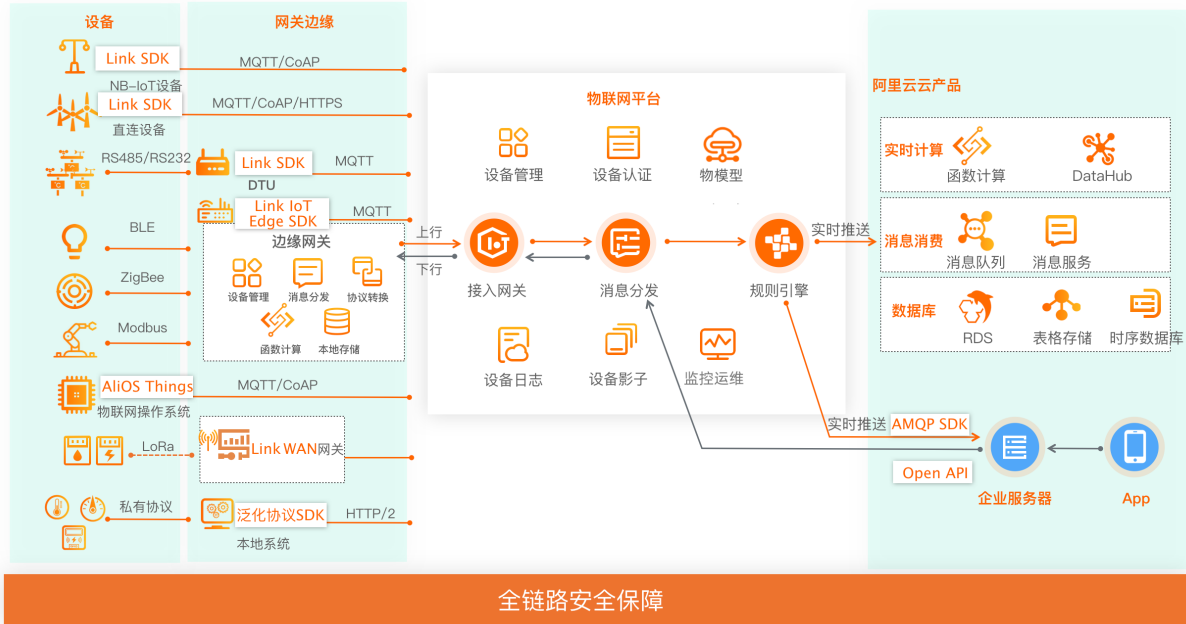 设备
网关边缘
Link SDK
MQTT/CoAP
NB-IoT设备
Link SDK
MQTT/CoAP/HTTPS
直连设备
RS485/RS232
Link SDK
MQTT
DTU
Link IoT
Edge SDK
MQTT
BLE
边缘网关
设备管理
消息分发
协议转换
ZigBee
函数计算
本地存储
Modbus
AliOS Things
MQTT/CoAP
物联网操作系统
LoRa
Link WAN网关
私有协议
泛化协议SDK
HTTP/2
本地系统
上行
下行
物联网平台
设备管理
设备认证
物模型
接入网关
消息分发
规则引擎
设备日志
设备影子
监控运维
实时推送
阿里云云产品
实时计算
函数计算
DataHub
消息消费
消息队列
消息服务
数据库
RDS
表格存储
时序数据库
实时推送
AMQP SDK
Open API
企业服务器
App
全链路安全保障